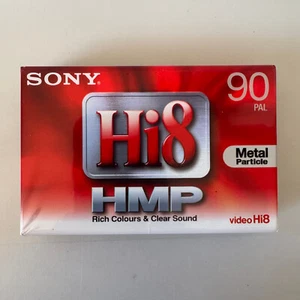 SONY
90
PAL
Hi8
Metal
Particle
HMP
Rich Colours & Clear Sound
video Hi8